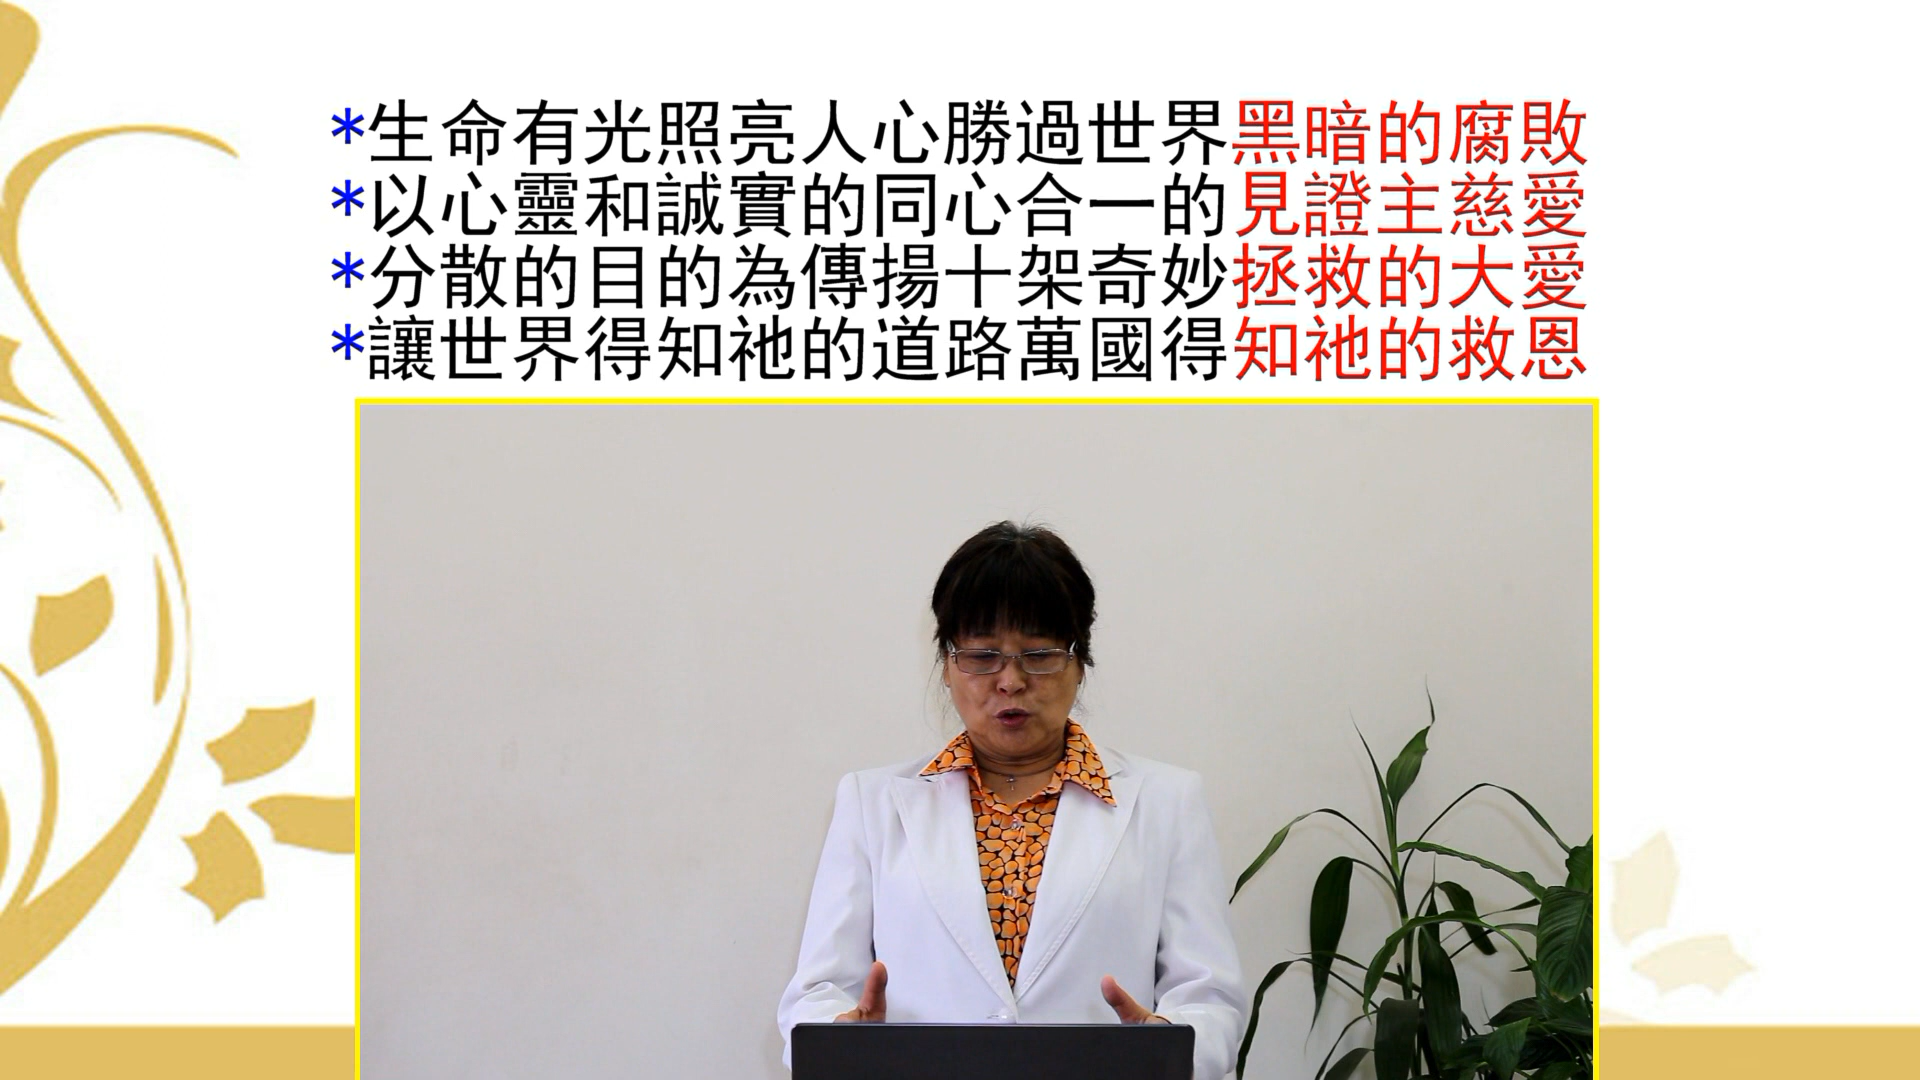 *生命有光照亮人心勝過世界黑暗的腐敗
*以心靈和誠實的同心合一的見證主慈愛
*分散的目的為傳揚十架奇妙拯救的大愛
*讓世界得知祂的道路萬國得知祂的救恩